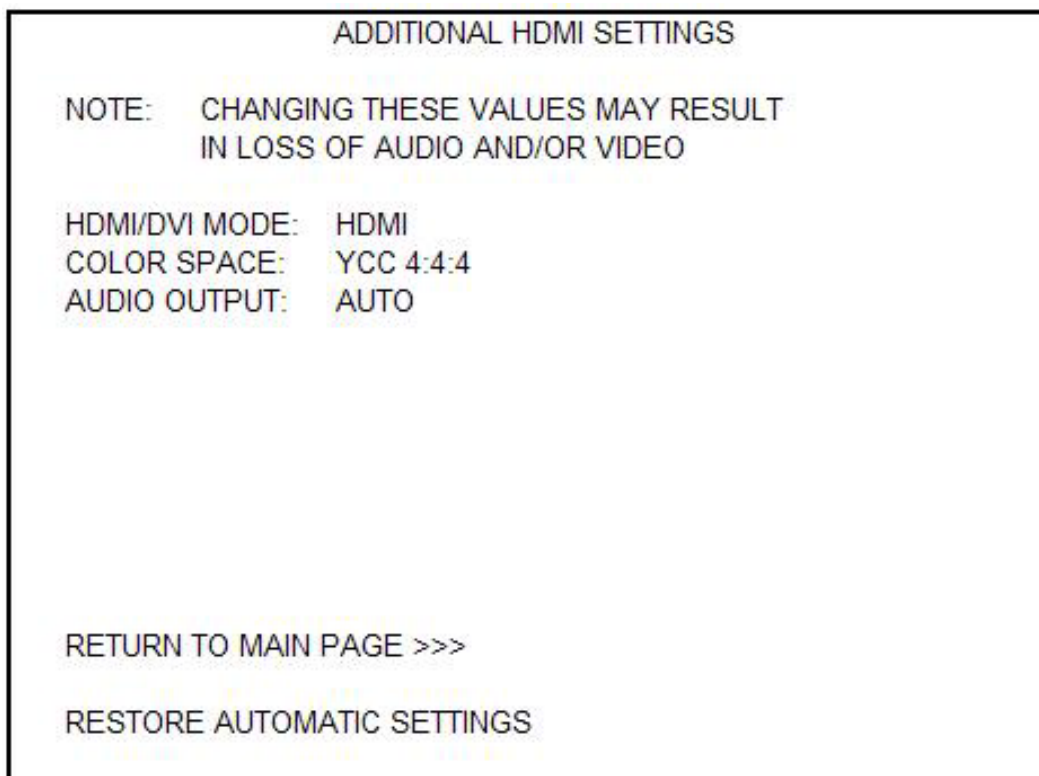 ADDITIONAL HDMI SETTINGS
NOTE: CHANGING THESE VALUES MAY RESULT
IN LOSS OF AUDIO AND/OR VIDEO
HDMI/DVI MODE: HDMI
COLOR SPACE: YCC 4:4:4
AUDIO OUTPUT: AUTO
RETURN TO MAIN PAGE >>>
RESTORE AUTOMATIC SETTINGS